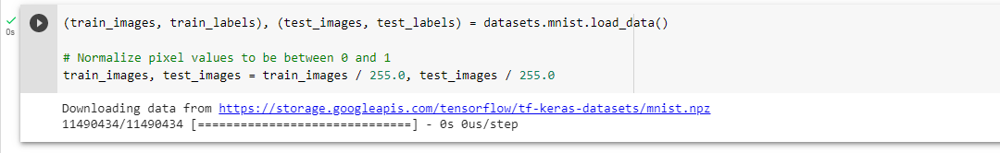 (train_images, train_labels), (test_images, test_labels) = datasets.mnist.load_data()
# Normalize pixel values to be between 0 and 1
train_images, test_images = train_images / 255.0, test_images / 255.0
0s
Downloading data from https://storage.googleapis.com/tensorflow/tf-keras-datasets/mnist.npz
11490434/11490434 [==============================] - 0s 0us/step